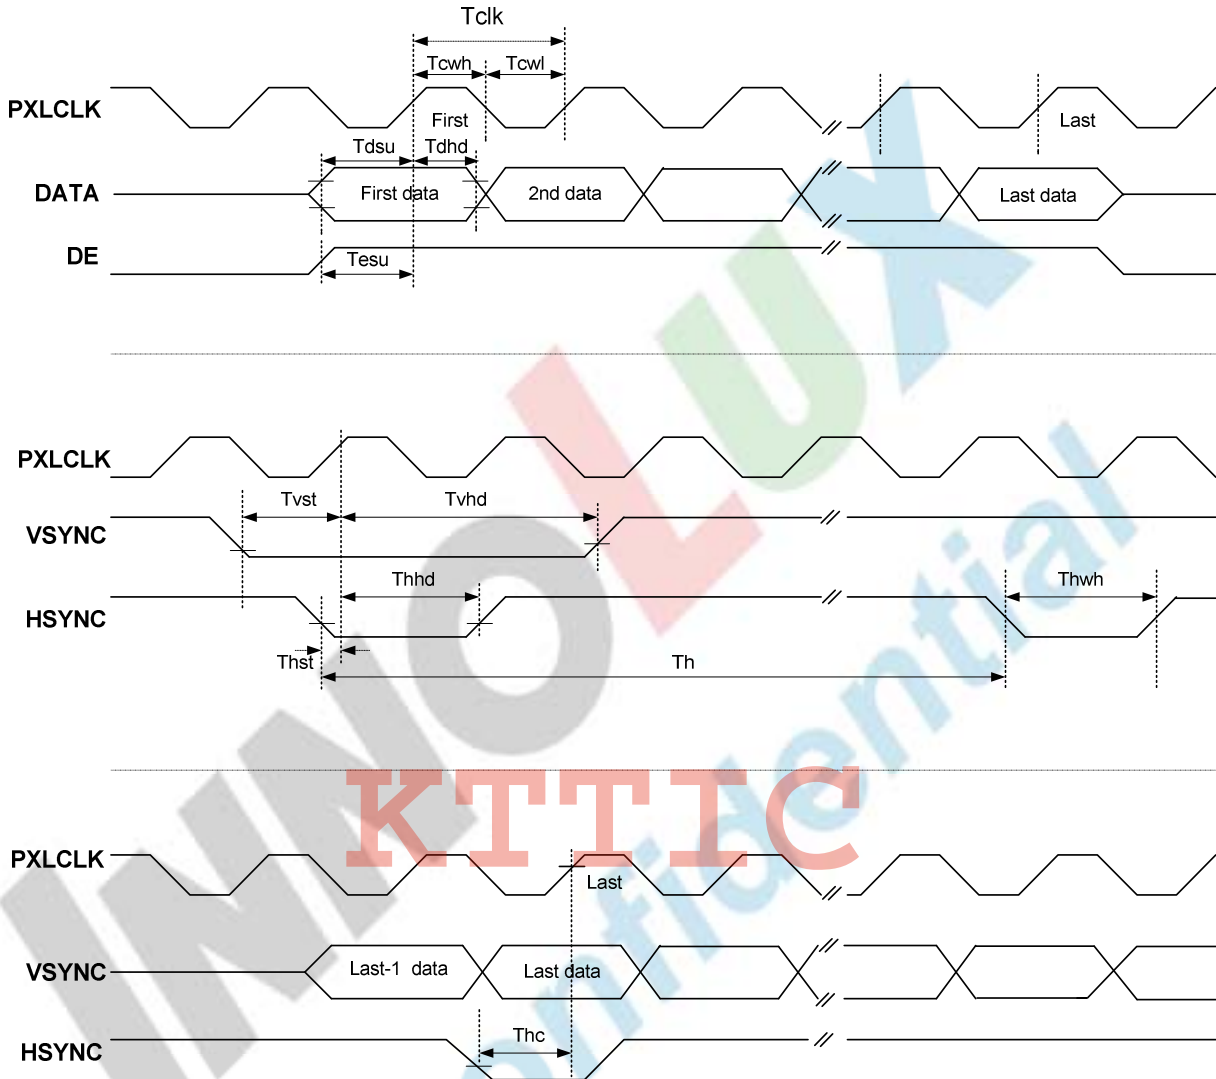 Tclk
Tcwh Tcwl
PXLCLK
First
Last
Tdsu Tdhd
DATA
First data
2nd data
Last data
DE
Tesu
PXLCLK
Tvst Tvhd
VSYNC
Thhd Thwh
HSYNC
Thst
Th
KTTIC
PXLCLK
Last
VSYNC
Last-1 data
Last data
Thc
HSYNC
INNOLUX
Confidential